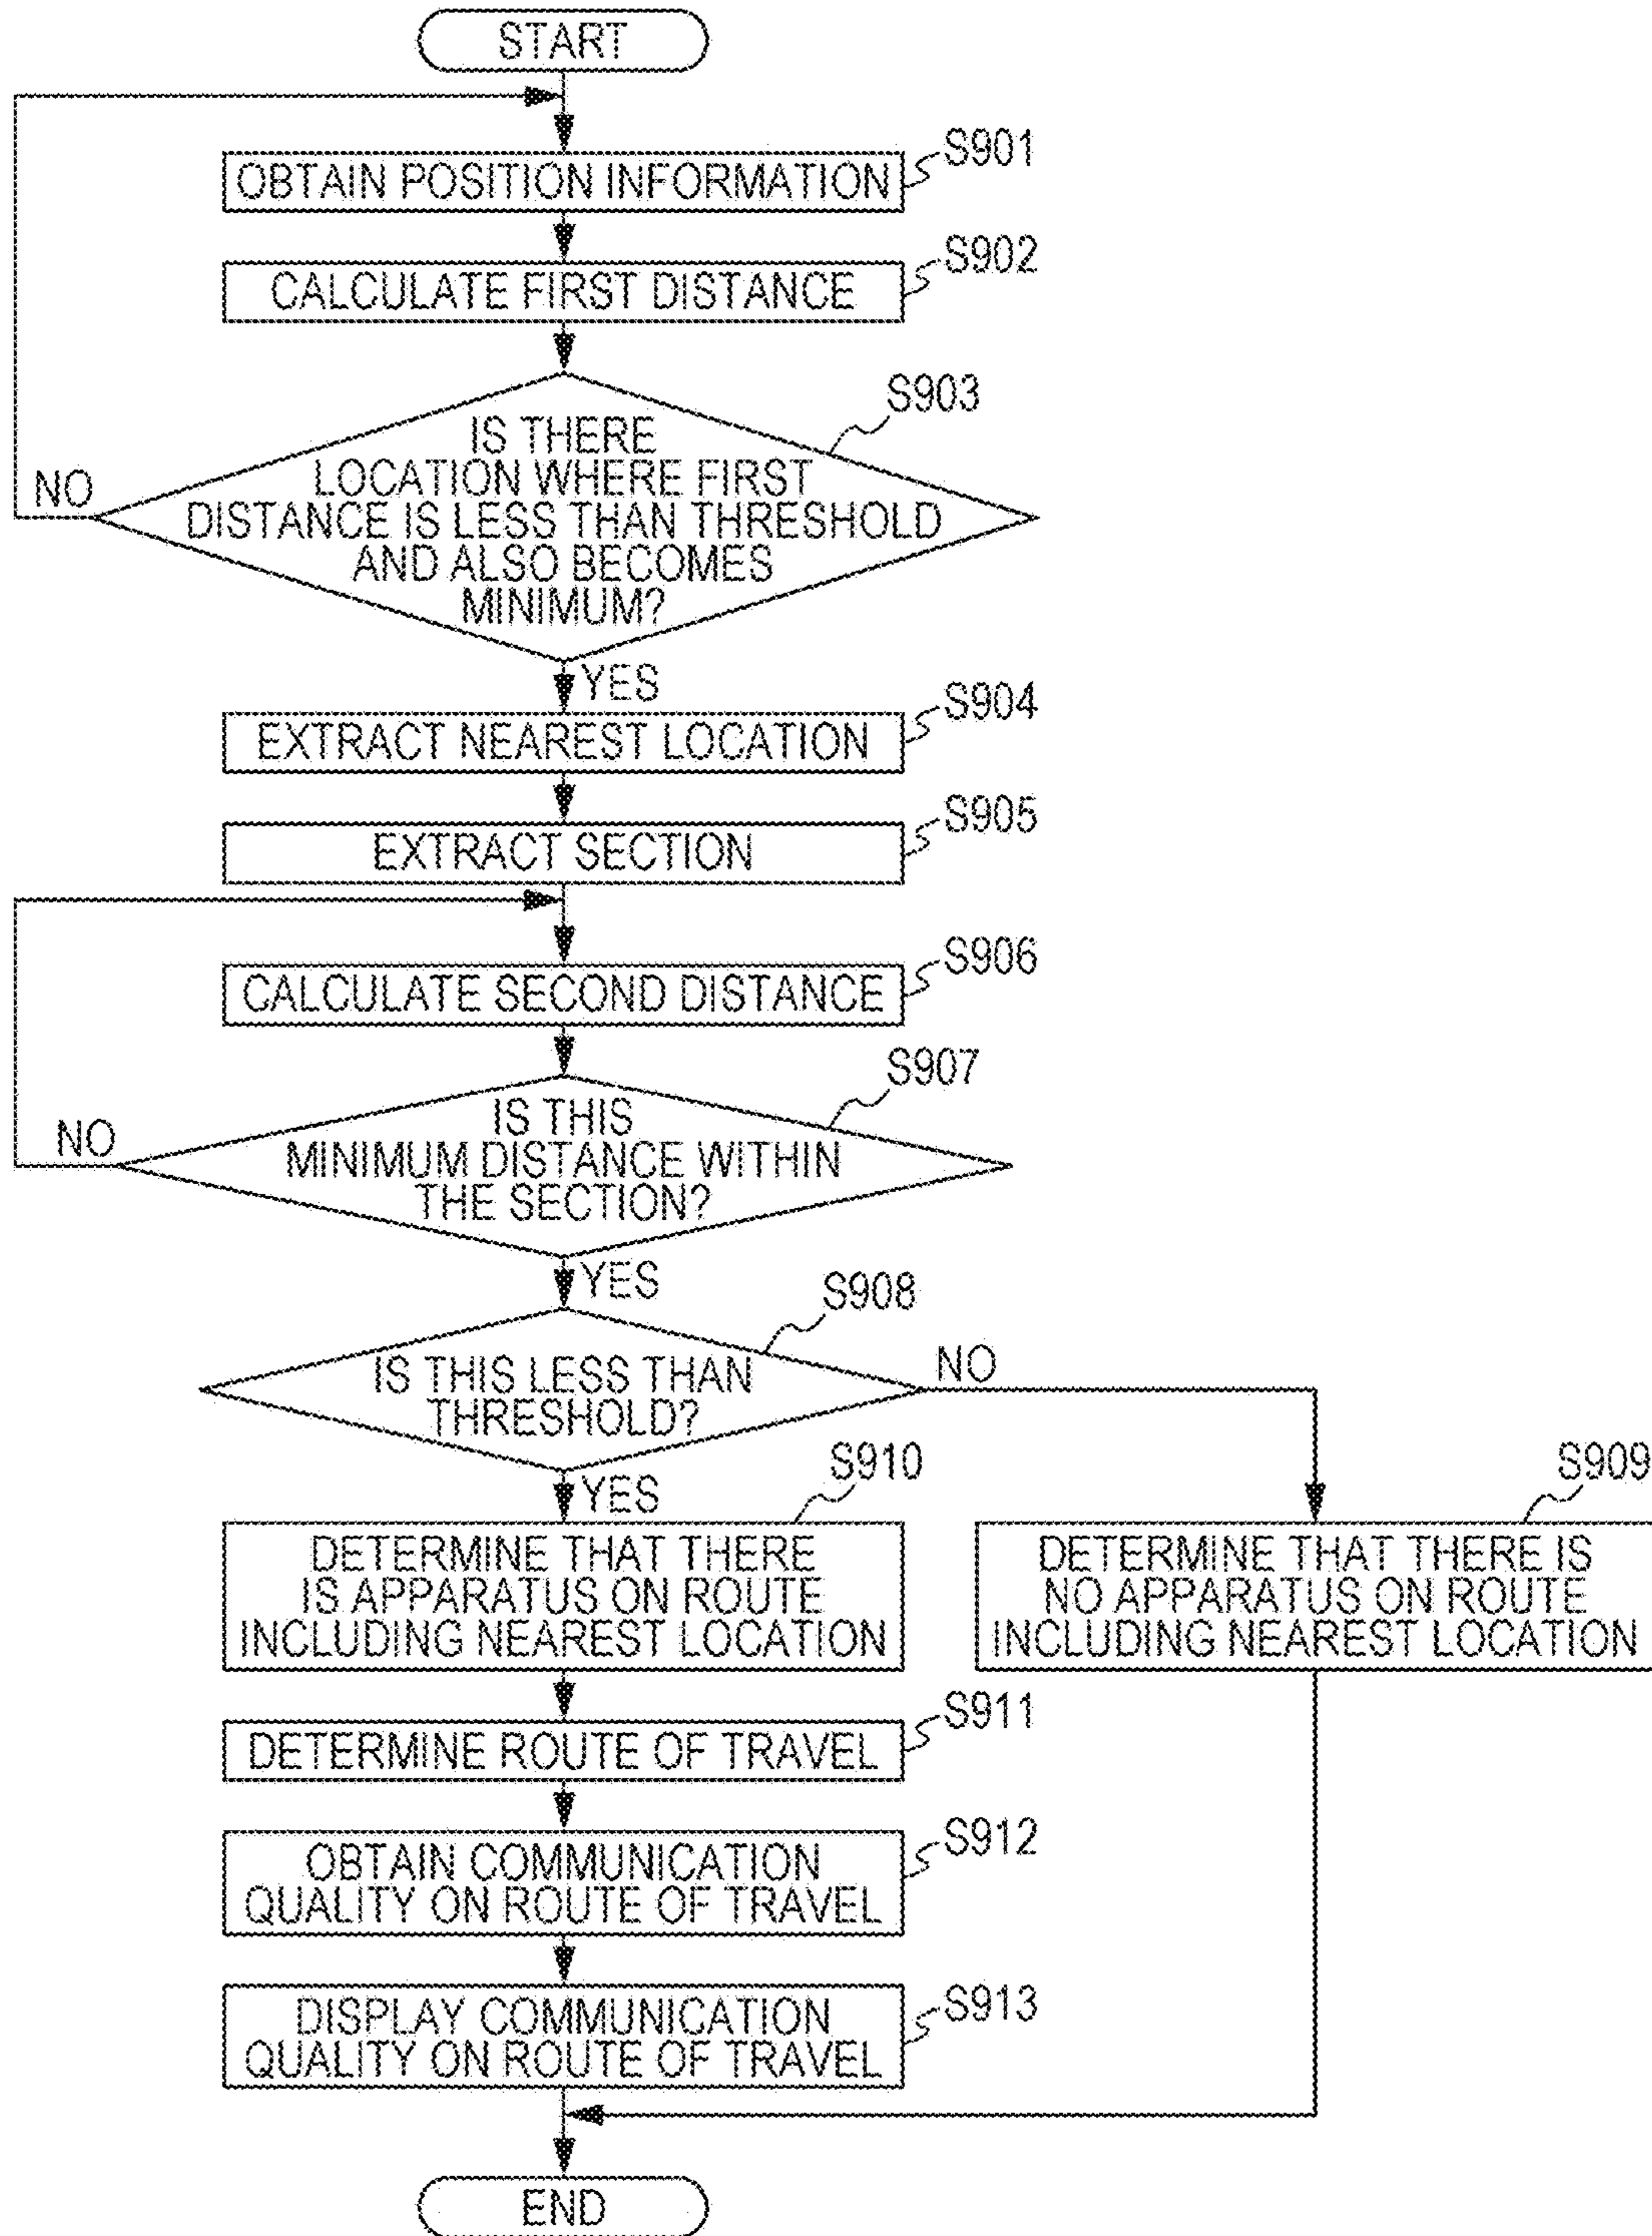 START
OBTAIN POSITION INFORMATION
S901
CALCULATE FIRST DISTANCE
S902
S903
IS THERE
LOCATION WHERE FIRST
DISTANCE IS LESS THAN THRESHOLD
AND ALSO BECOMES
MINIMUM?
NO
YES
EXTRACT NEAREST LOCATION
S904
EXTRACT SECTION
S905
CALCULATE SECOND DISTANCE
S906
S907
IS THIS
MINIMUM DISTANCE WITHIN
THE SECTION?
NO
YES
S908
IS THIS LESS THAN
THRESHOLD?
NO
YES
S910
DETERMINE THAT THERE
IS APPARATUS ON ROUTE
INCLUDING NEAREST LOCATION
S909
DETERMINE THAT THERE IS
NO APPARATUS ON ROUTE
INCLUDING NEAREST LOCATION
DETERMINE ROUTE OF TRAVEL
S911
OBTAIN COMMUNICATION
QUALITY ON ROUTE OF TRAVEL
S912
DISPLAY COMMUNICATION
QUALITY ON ROUTE OF TRAVEL
S913
END